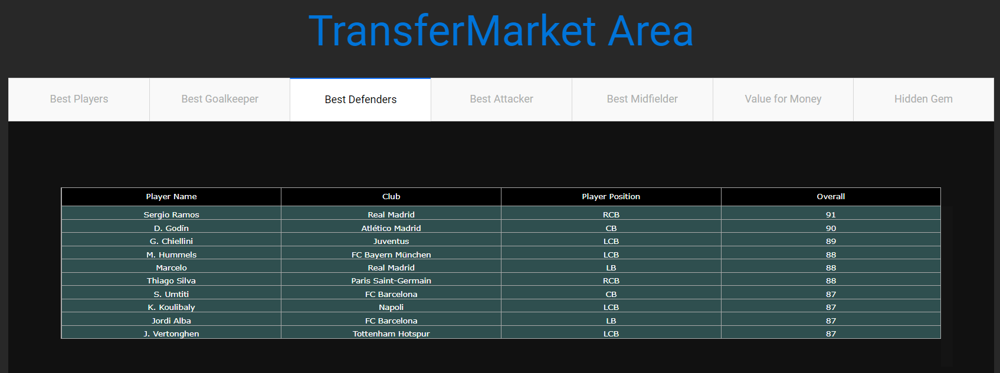 TransferMarket Area
Best Players Best Goalkeeper Best Defenders Best Attacker Best Midfielder Value for Money Hidden Gem
Player Name Club Player Position Overall
Sergio Ramos Real Madrid RCB 91
D. Godín Atlético Madrid CB 90
G. Chiellini Juventus LCB 89
M. Hummels FC Bayern München LCB 88
Marcelo Real Madrid LB 88
Thiago Silva Paris Saint-Germain RCB 88
S. Umtiti FC Barcelona CB 87
K. Koulibaly Napoli LCB 87
Jordi Alba FC Barcelona LB 87
J. Vertonghen Tottenham Hotspur LCB 87